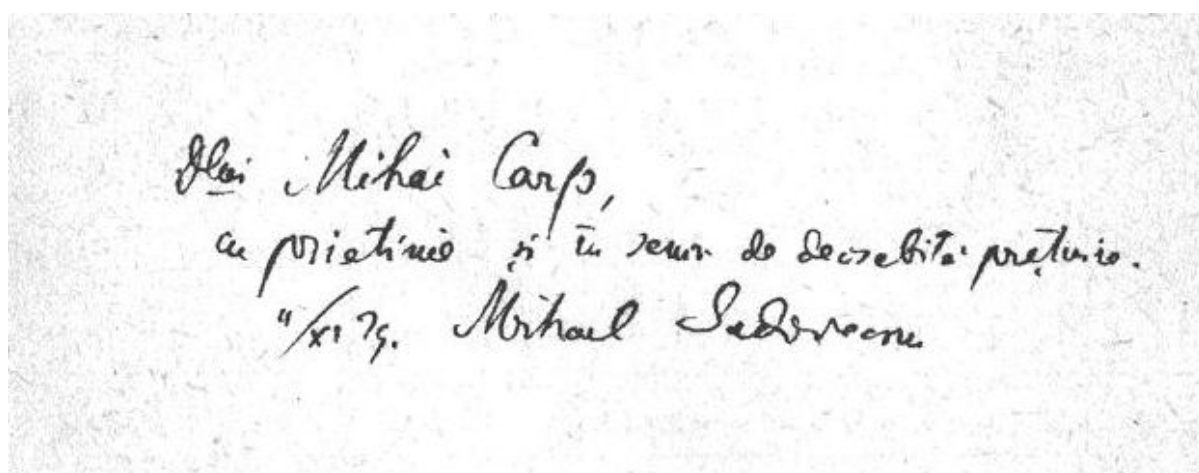 Dlui Mihai Carp,
cu prietinie și în semn de deosebită prețuire.
Mihail Sadoveanu